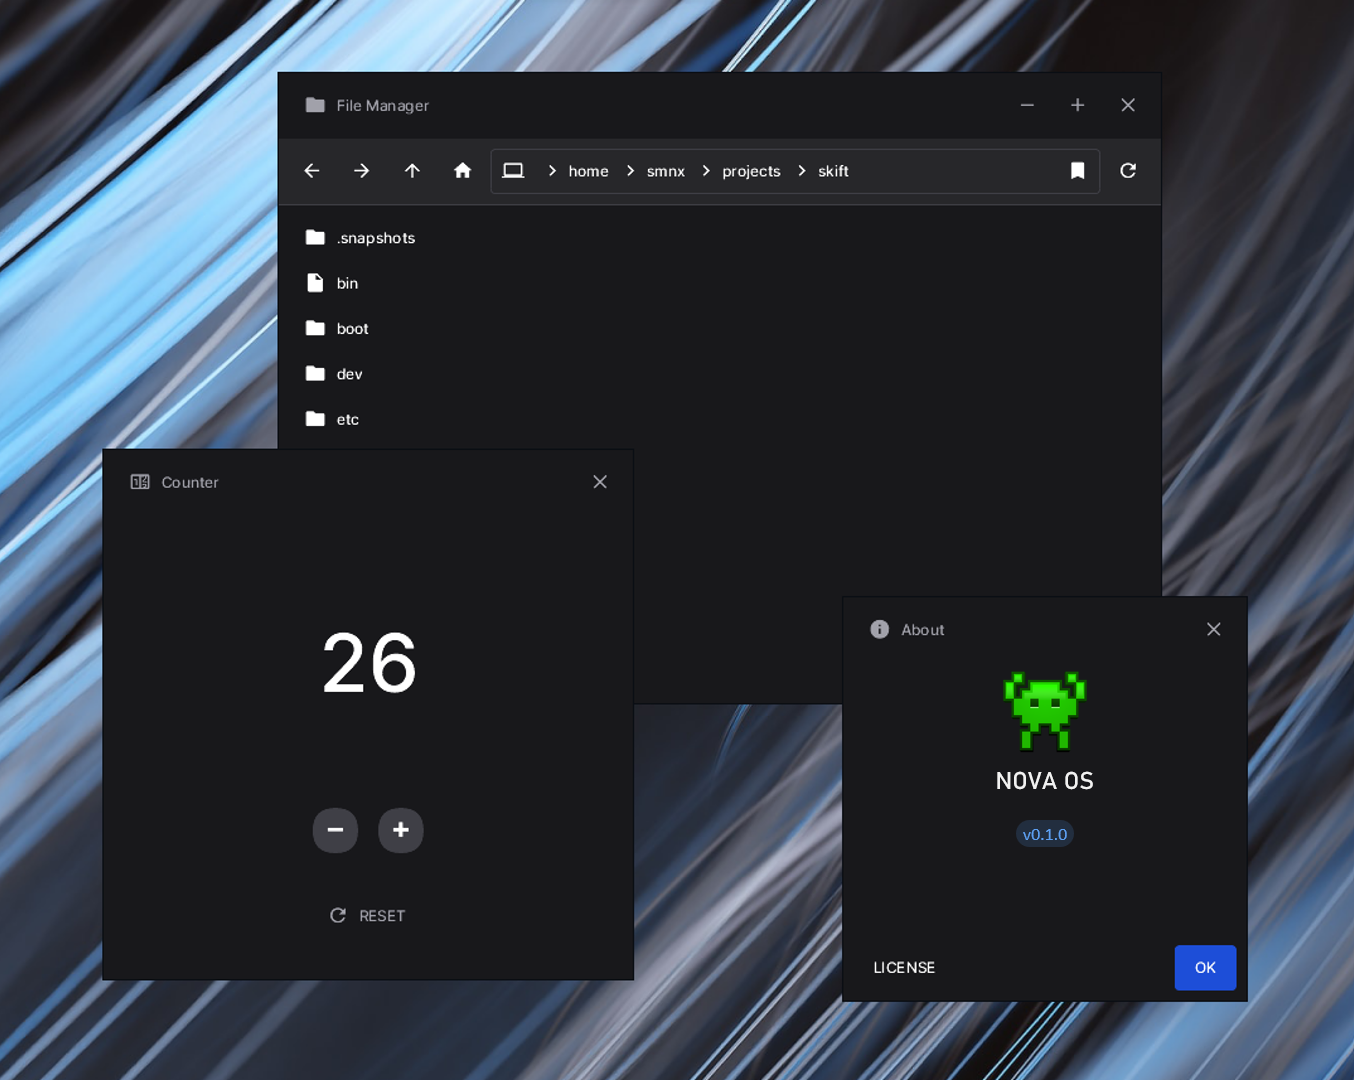 File Manager
home smnx projects skift
.snapshots
bin
boot
dev
etc
Counter
26
RESET
About
NOVA OS
v0.1.0
LICENSE
OK